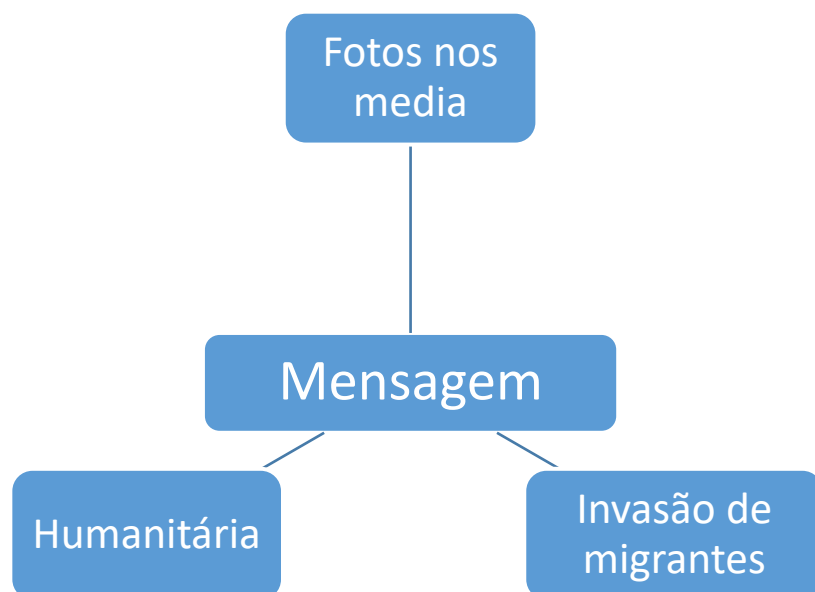 Fotos nos
media
Mensagem
Humanitária
Invasão de
migrantes